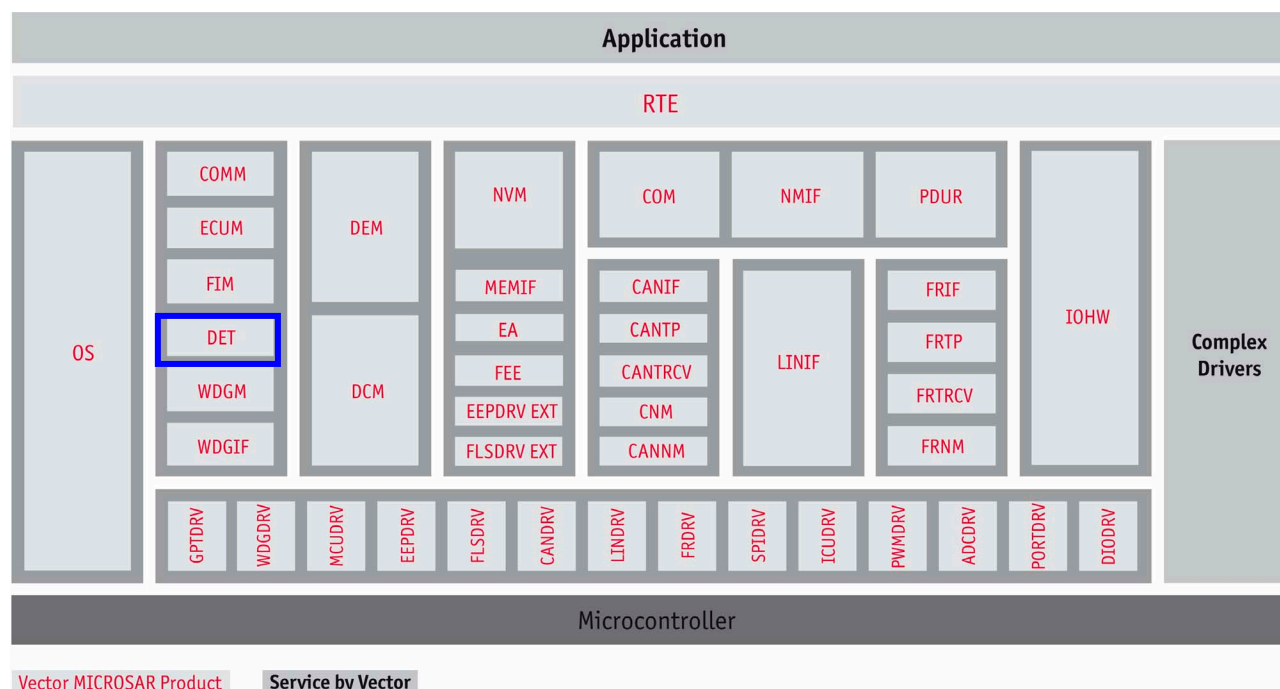 Application
RTE
OS
COMM
ECUM
FIM
DET
WDGM
WDGIF
DEM
DCM
NVM
MEMIF
EA
FEE
EEPDRV EXT
FLSDRV EXT
COM
NMIF
PDUR
CANIF
CANTP
CANTRCV
CNM
CANNM
LINIF
FRIF
FRTP
FRTRCV
FRNM
IOHW
Complex
Drivers
GPTDRV
WDGDRV
MCUDRV
EEPDRV
FLSDRV
CANDRV
LINDRV
FRDRV
SPIDRV
ICUDRV
PWMDRV
ADCDRV
PORTDRV
DIODRV
Microcontroller
Vector MICROSAR Product
Service by Vector